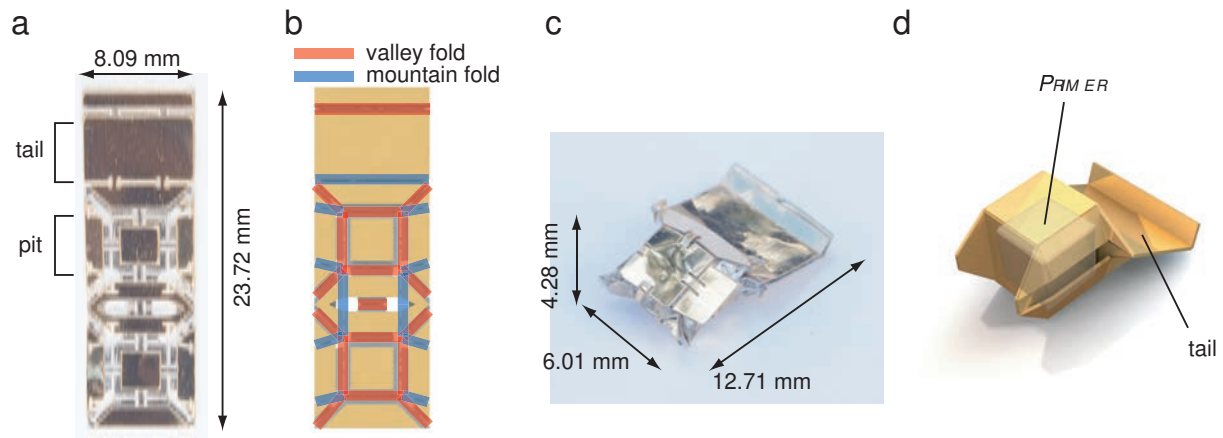 a
8.09 mm
tail
pit
23.72 mm
b
valley fold
mountain fold
c
4.28 mm
6.01 mm
12.71 mm
d
PRIMER
tail